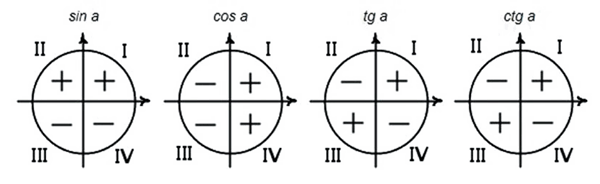 sin a cos a tg a ctg a
II I II I II I II I
+ + − + − + − +
− − − + + − + −
III IV III IV III IV III IV